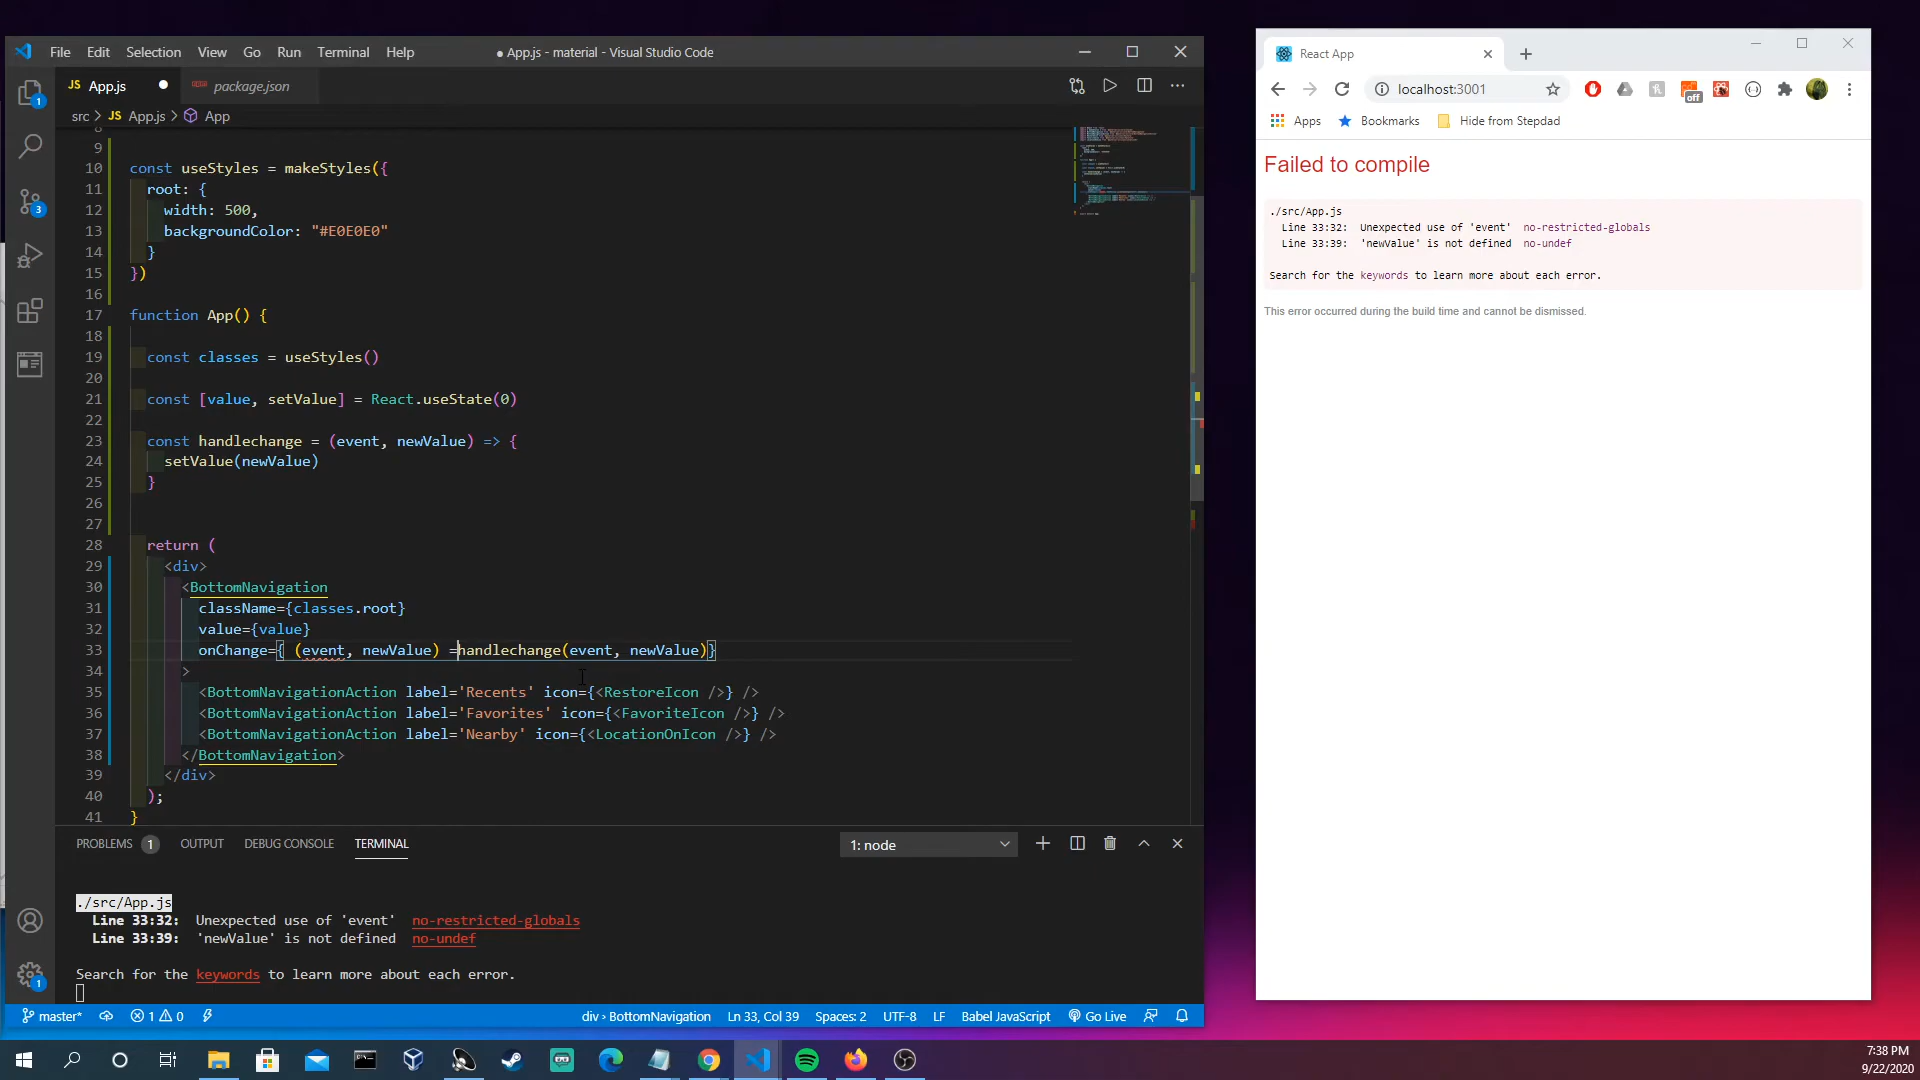 File Edit Selection View Go Run Terminal Help
● App.js - material - Visual Studio Code
JS App.js ●
package.json
src > JS App.js > App
8
9
10 const useStyles = makeStyles({
11 root: {
12 width: 500,
13 backgroundColor: "#E0E0E0"
14 }
15 })
16
17 function App() {
18
19 const classes = useStyles()
20
21 const [value, setValue] = React.useState(0)
22
23 const handlechange = (event, newValue) => {
24 setValue(newValue)
25 }
26
27
28 return (
29 <div>
30 <BottomNavigation
31 className={classes.root}
32 value={value}
33 onChange={ (event, newValue) =handlechange(event, newValue)}
34 >
35 <BottomNavigationAction label='Recents' icon={<RestoreIcon />} />
36 <BottomNavigationAction label='Favorites' icon={<FavoriteIcon />} />
37 <BottomNavigationAction label='Nearby' icon={<LocationOnIcon />} />
38 </BottomNavigation>
39 </div>
40 );
41 }
PROBLEMS 1 OUTPUT DEBUG CONSOLE TERMINAL
1: node
./src/App.js
Line 33:32: Unexpected use of 'event' no-restricted-globals
Line 33:39: 'newValue' is not defined no-undef
Search for the keywords to learn more about each error.
master* 1 0
div › BottomNavigation Ln 33, Col 39 Spaces: 2 UTF-8 LF Babel JavaScript Go Live
1
3
1
React App
localhost:3001
off
Apps Bookmarks Hide from Stepdad
Failed to compile
./src/App.js
Line 33:32: Unexpected use of 'event' no-restricted-globals
Line 33:39: 'newValue' is not defined no-undef
Search for the keywords to learn more about each error.
This error occurred during the build time and cannot be dismissed.
7:38 PM
9/22/2020